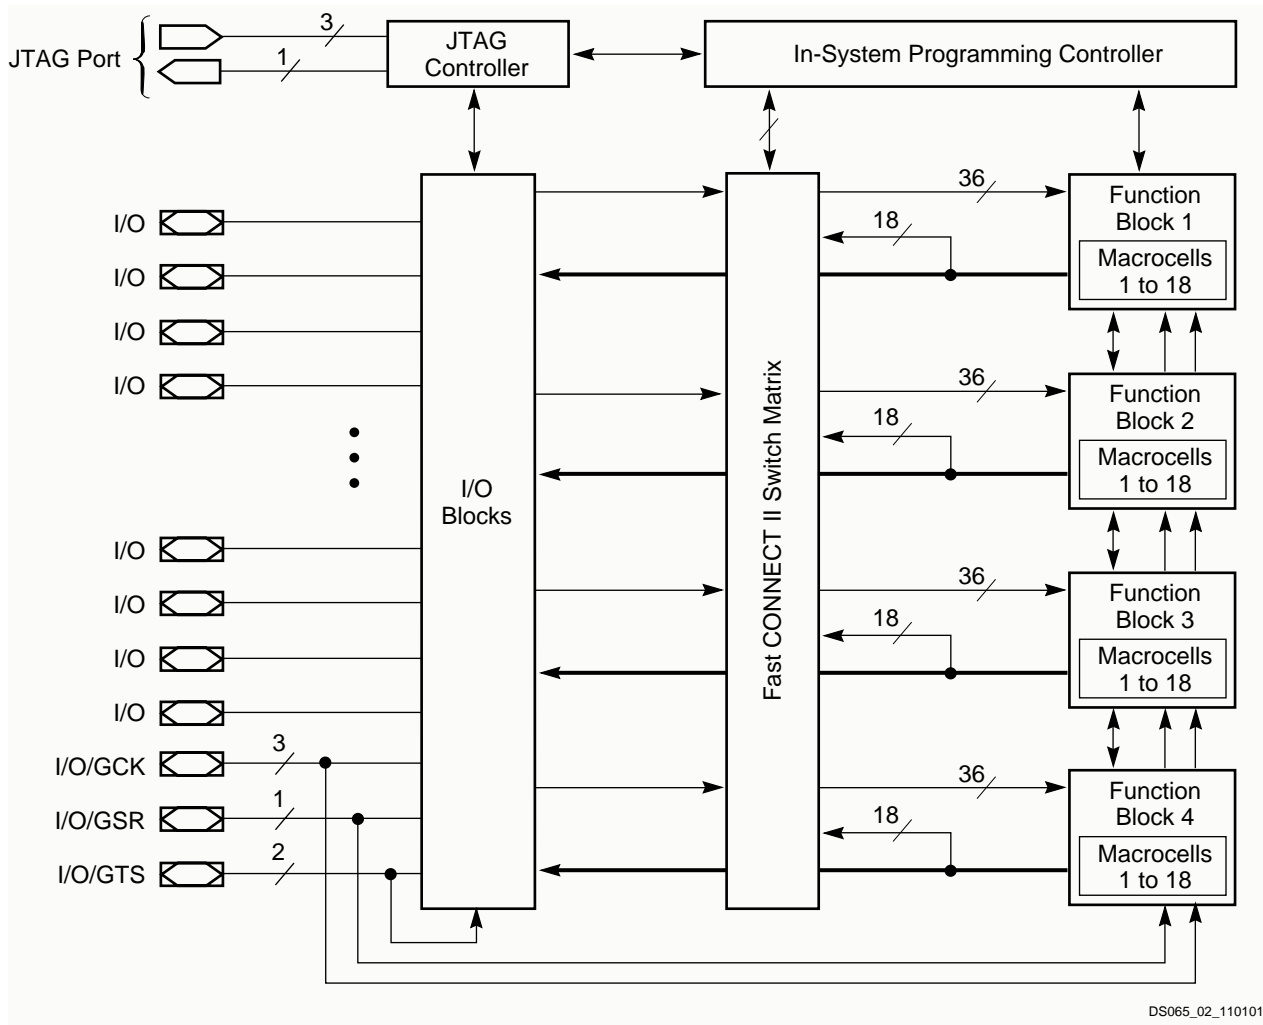 JTAG Port
3
1
JTAG
Controller
In-System Programming Controller
I/O
I/O
I/O
I/O
I/O
I/O
I/O
I/O
I/O/GCK
3
I/O/GSR
1
I/O/GTS
2
I/O
Blocks
Fast CONNECT II Switch Matrix
36
18
Function
Block 1
Macrocells
1 to 18
36
18
Function
Block 2
Macrocells
1 to 18
36
18
Function
Block 3
Macrocells
1 to 18
36
18
Function
Block 4
Macrocells
1 to 18
DS065_02_110101